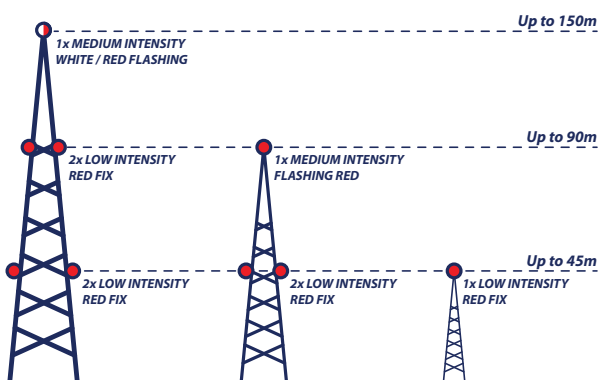 Up to 150m
1x MEDIUM INTENSITY
WHITE / RED FLASHING
Up to 90m
2x LOW INTENSITY
RED FIX
1x MEDIUM INTENSITY
FLASHING RED
Up to 45m
2x LOW INTENSITY
RED FIX
2x LOW INTENSITY
RED FIX
1x LOW INTENSITY
RED FIX